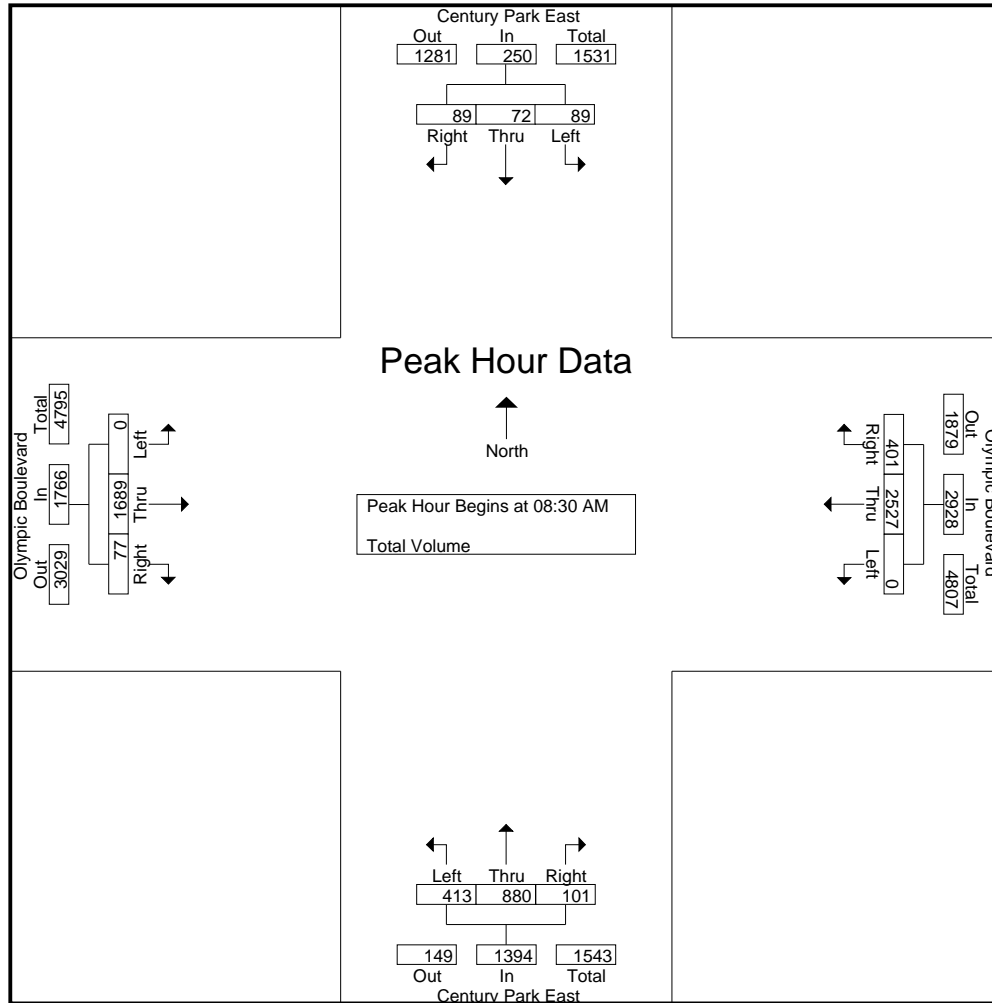 Century Park East
Out In Total
1281 250 1531
89 72 89
Right Thru Left
Peak Hour Data
North
Peak Hour Begins at 08:30 AM
Total Volume
Olympic Boulevard
Out In Total
3029 1766 4795
77 1689 0
Right Thru Left
Olympic Boulevard
Out In Total
1879 2928 4807
401 2527 0
Right Thru Left
Left Thru Right
413 880 101
149 1394 1543
Out In Total
Century Park East